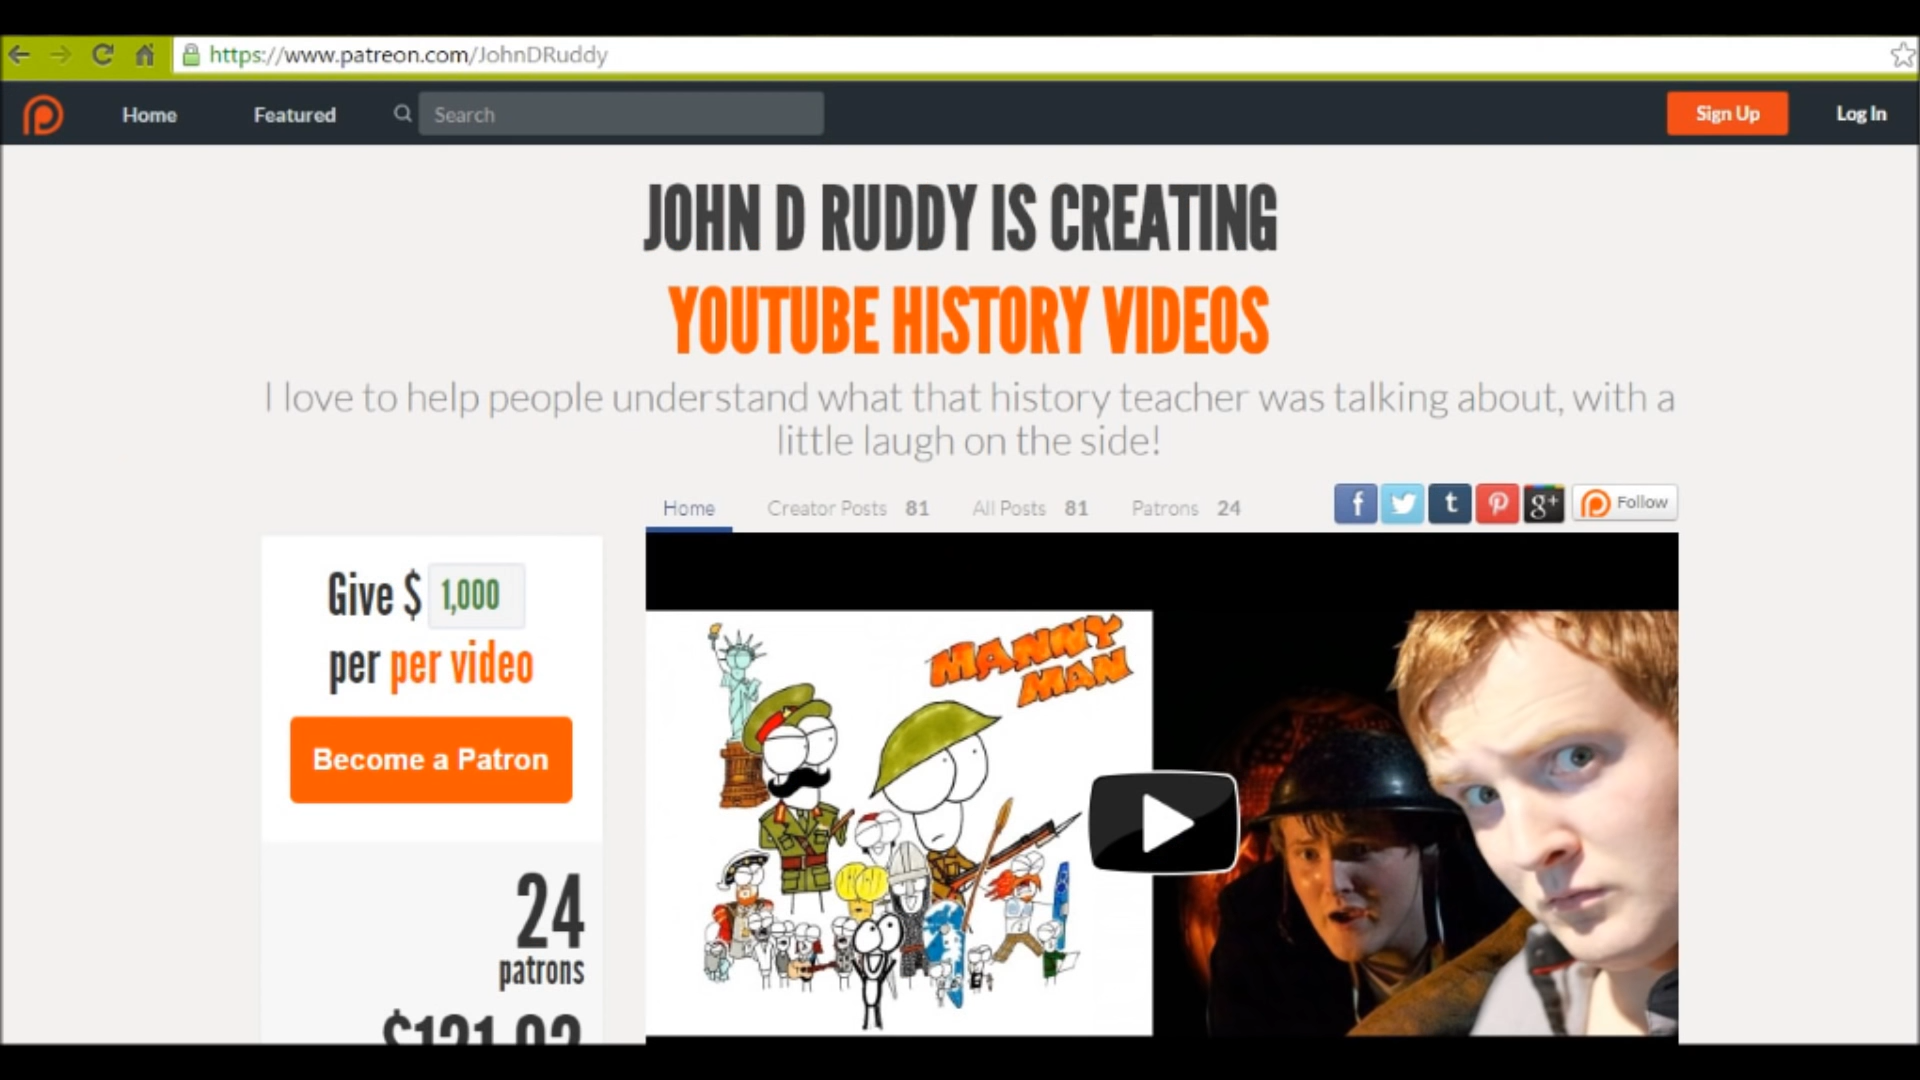 https://www.patreon.com/JohnDRuddy
Home Featured Search Sign Up Log In
JOHN D RUDDY IS CREATING
YOUTUBE HISTORY VIDEOS
I love to help people understand what that history teacher was talking about, with a
little laugh on the side!
Home Creator Posts 81 All Posts 81 Patrons 24 f t g+ Follow
Give $ 1,000
per per video
Become a Patron
24
patrons
MANNY
MAN